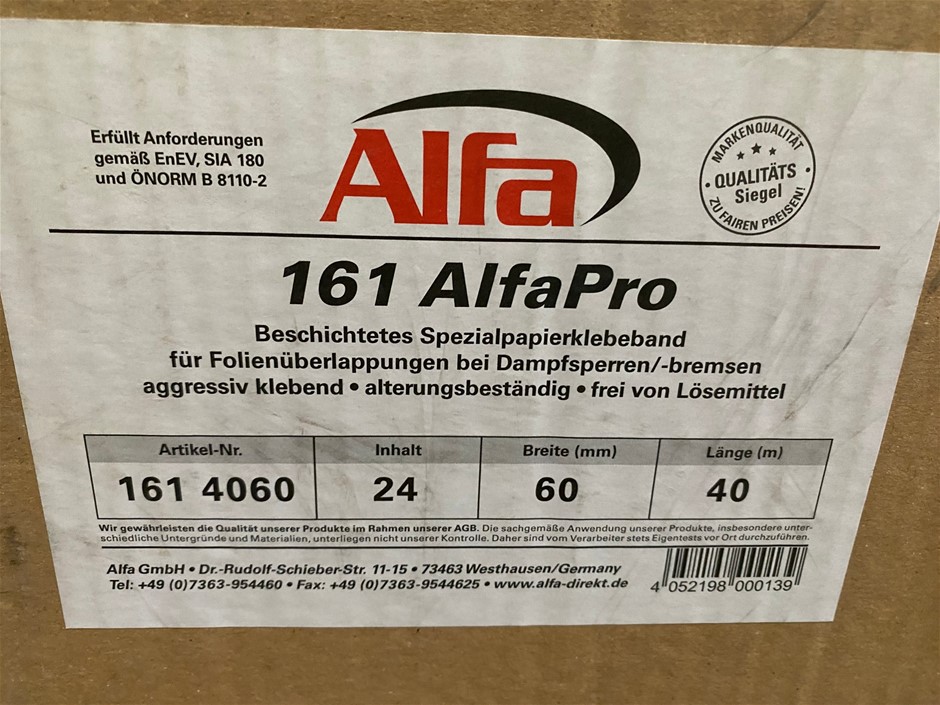 Erfüllt Anforderungen
gemäß EnEV, SIA 180
und ÖNORM B 8110-2
Alfa
MARKENQUALITÄT
QUALITÄTS
Siegel
ZU FAIREN PREISEN!
161 AlfaPro
Beschichtetes Spezialpapierklebeband
für Folienüberlappungen bei Dampfsperren/-bremsen
aggressiv klebend • alterungsbeständig • frei von Lösemittel
Artikel-Nr. Inhalt Breite (mm) Länge (m)
161 4060 24 60 40
Wir gewährleisten die Qualität unserer Produkte im Rahmen unserer AGB. Die sachgemäße Anwendung unserer Produkte, insbesondere unter-
schiedliche Untergründe und Materialien, unterliegen nicht unserer Kontrolle. Daher sind vom Verarbeiter stets Eigentests vor Ort durchzuführen.
Alfa GmbH • Dr.-Rudolf-Schieber-Str. 11-15 • 73463 Westhausen/Germany
Tel: +49 (0)7363-954460 • Fax: +49 (0)7363-9544625 • www.alfa-direkt.de
4 052198 000139